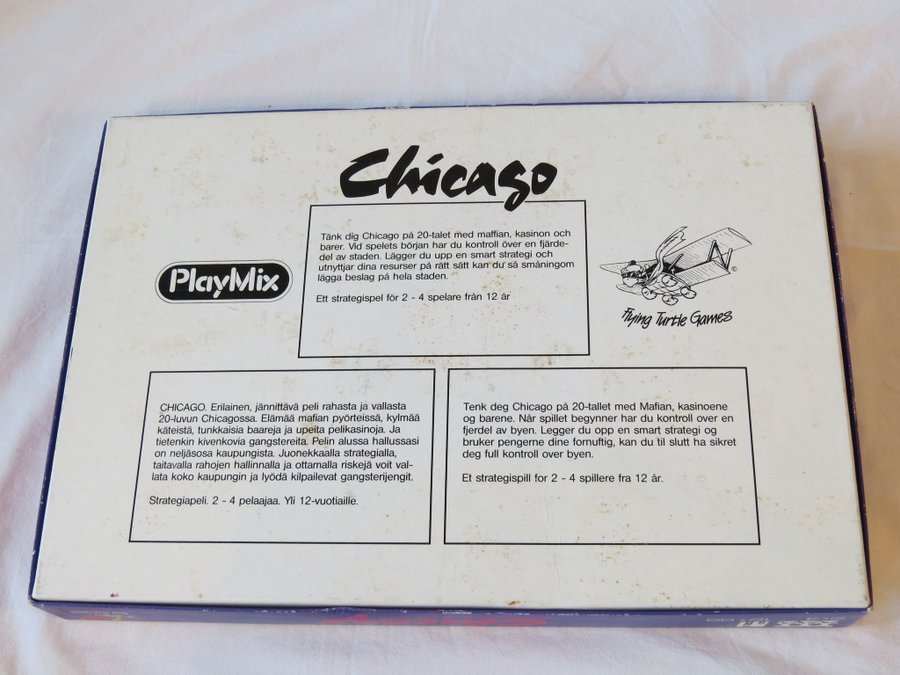 Chicago
Tänk dig Chicago på 20-talet med maffian, kasinon och
barer. Vid spelets början har du kontroll över en fjärde-
del av staden. Lägger du upp en smart strategi och
utnyttjar dina resurser på rätt sätt kan du så småningom
lägga beslag på hela staden.
Ett strategispel för 2 - 4 spelare från 12 år
PlayMix
©
Flying Turtle Games
CHICAGO. Erilainen, jännittävä peli rahasta ja vallasta
20-luvun Chicagossa. Elämää mafian pyörteissä, kylmää
käteistä, turkkaisia baareja ja upeita pelikasinoja. Ja
tietenkin kivenkovia gangstereita. Pelin alussa hallussasi
on neljäsosa kaupungista. Juonekkaalla strategialla,
taitavalla rahojen hallinnalla ja ottamalla riskejä voit val-
lata koko kaupungin ja lyödä kilpailevat gangsterijengit.
Strategiapeli. 2 - 4 pelaajaa. Yli 12-vuotiaille.
Tenk deg Chicago på 20-tallet med Mafian, kasinoene
og barene. Når spillet begynner har du kontroll over en
fjerdel av byen. Legger du opp en smart strategi og
bruker pengerne dine fornuftig, kan du til slutt ha sikret
deg full kontroll over byen.
Et strategispill for 2 - 4 spillere fra 12 år.